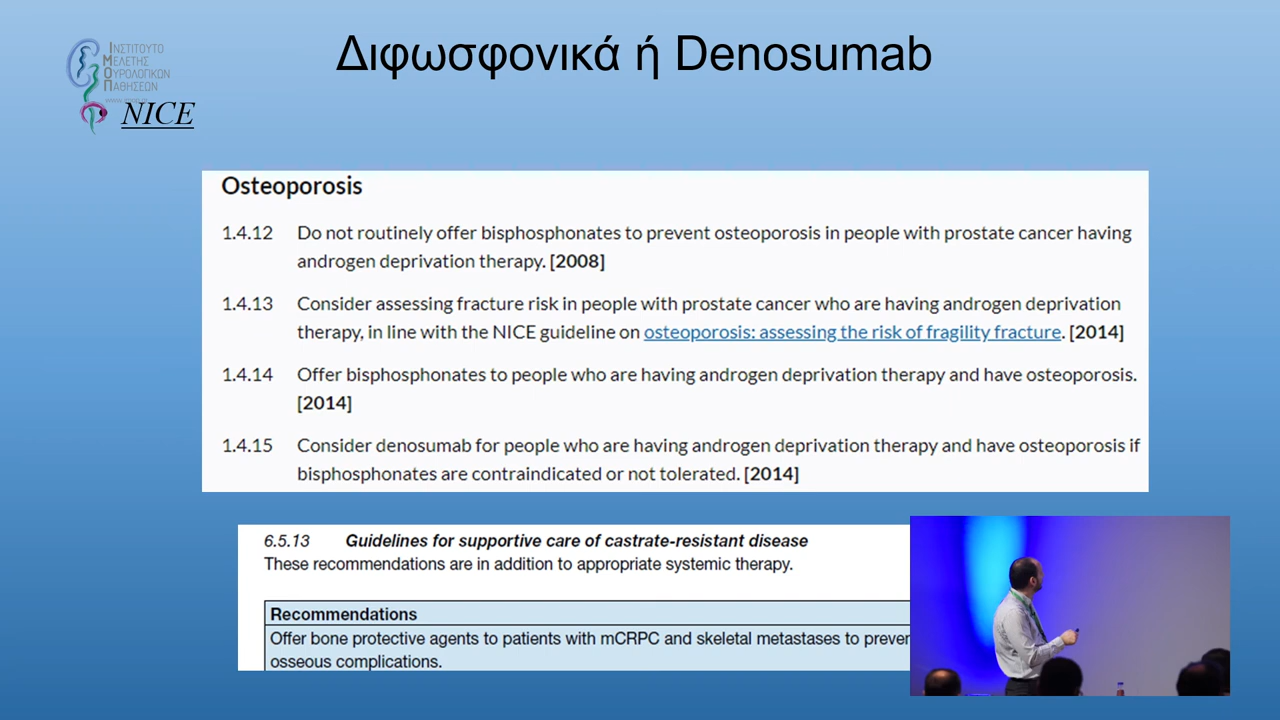 Διφωσφονικά ή Denosumab
ΙΝΣΤΙΤΟΥΤΟ
ΜΕΛΕΤΗΣ
ΟΥΡΟΛΟΓΙΚΩΝ
ΠΑΘΗΣΕΩΝ
NICE
Osteoporosis
1.4.12 Do not routinely offer bisphosphonates to prevent osteoporosis in people with prostate cancer having
androgen deprivation therapy. [2008]
1.4.13 Consider assessing fracture risk in people with prostate cancer who are having androgen deprivation
therapy, in line with the NICE guideline on osteoporosis: assessing the risk of fragility fracture. [2014]
1.4.14 Offer bisphosphonates to people who are having androgen deprivation therapy and have osteoporosis.
[2014]
1.4.15 Consider denosumab for people who are having androgen deprivation therapy and have osteoporosis if
bisphosphonates are contraindicated or not tolerated. [2014]
6.5.13 Guidelines for supportive care of castrate-resistant disease
These recommendations are in addition to appropriate systemic therapy.
Recommendations
Offer bone protective agents to patients with mCRPC and skeletal metastases to prever
osseous complications.